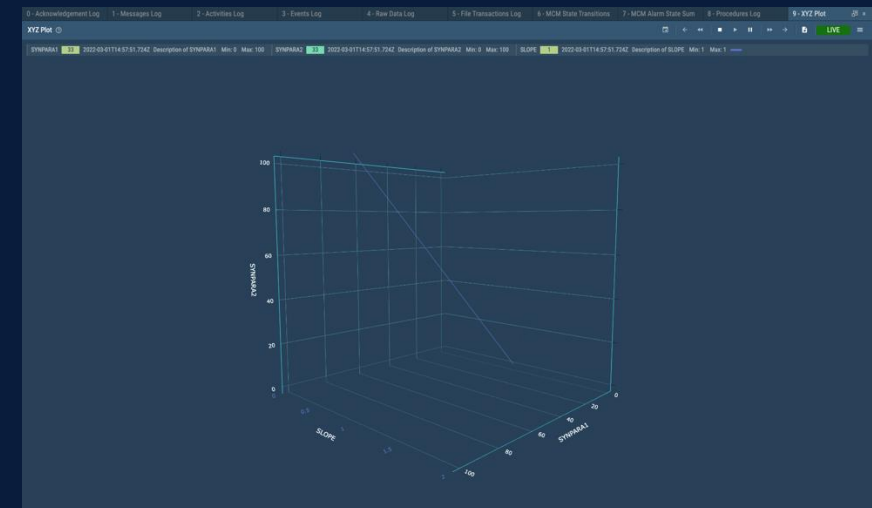 0 - Acknowledgement Log 1 - Messages Log 2 - Activities Log 3 - Events Log 4 - Raw Data Log 5 - File Transactions Log 6 - MCM State Transitions 7 - MCM Alarm State Sum 8 - Procedures Log 9 - XYZ Plot
XYZ Plot LIVE
SYNPARA1 33 2022-03-01T14:57:51.724Z Description of SYNPARA1 Min: 0 Max: 100 SYNPARA2 33 2022-03-01T14:57:51.724Z Description of SYNPARA2 Min: 0 Max: 100 SLOPE 1 2022-03-01T14:57:51.724Z Description of SLOPE Min: 1 Max: 1
100
80
60
SYNPARA2
40
20
0
0
0.5
SLOPE
1
1.5
0
20
40
60
SYNPARA1
80
100